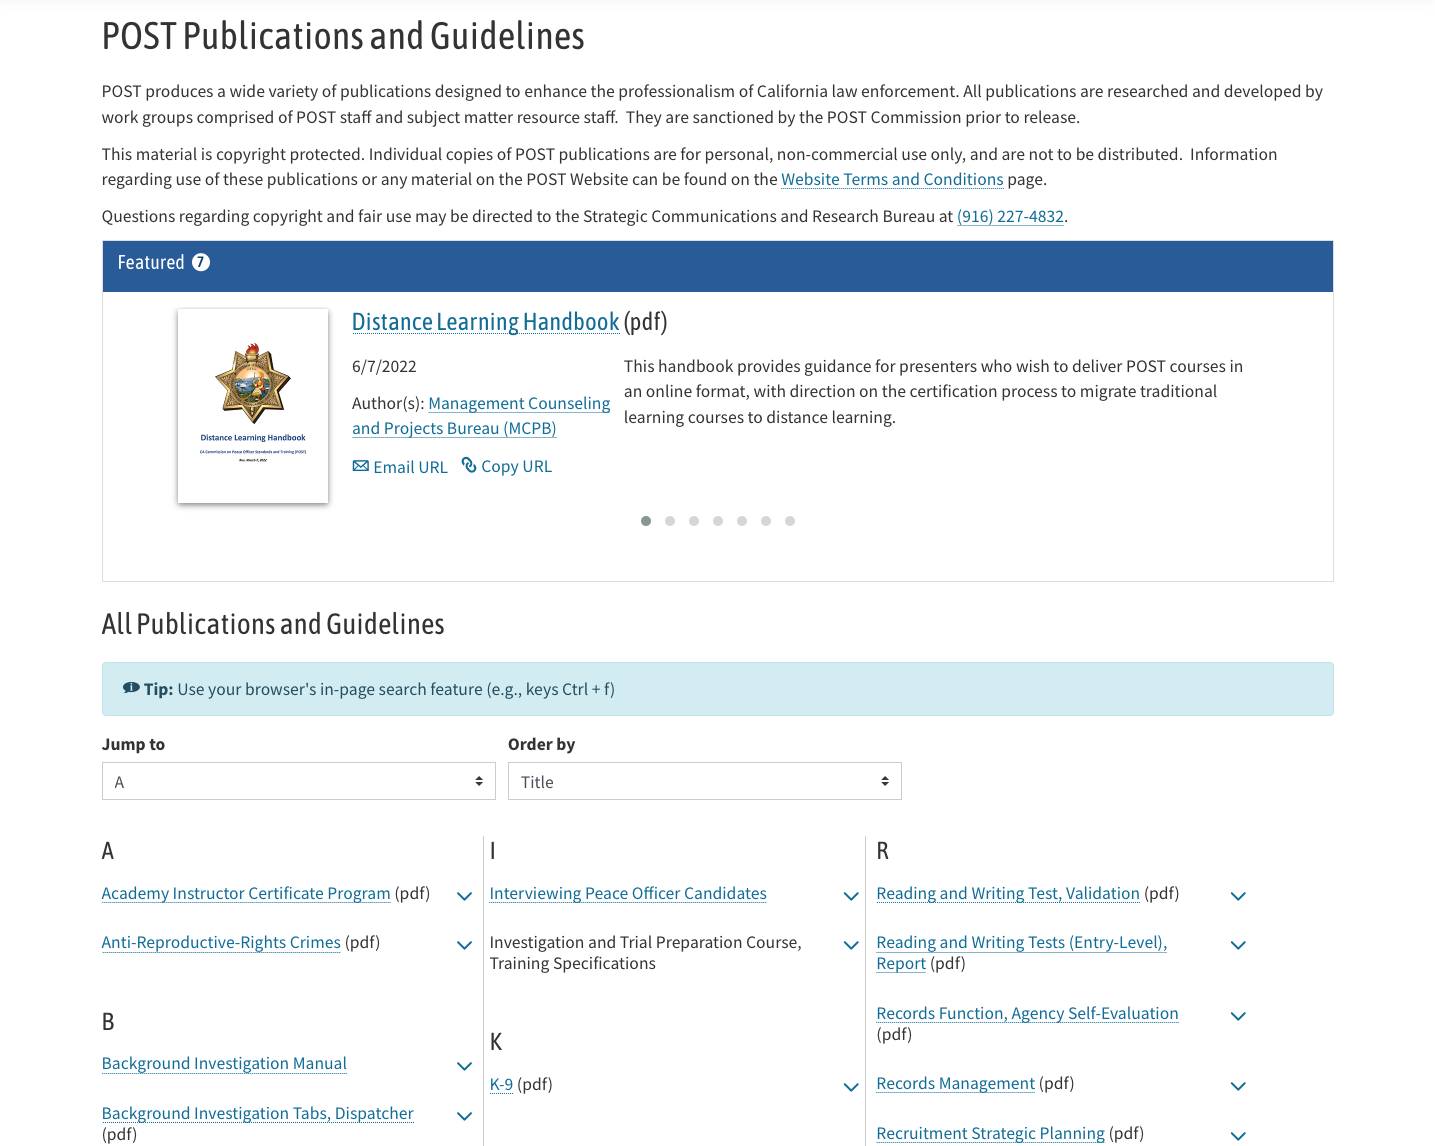 POST Publications and Guidelines
POST produces a wide variety of publications designed to enhance the professionalism of California law enforcement. All publications are researched and developed by
work groups comprised of POST staff and subject matter resource staff.  They are sanctioned by the POST Commission prior to release.
This material is copyright protected. Individual copies of POST publications are for personal, non-commercial use only, and are not to be distributed.  Information
regarding use of these publications or any material on the POST Website can be found on the Website Terms and Conditions page.
Questions regarding copyright and fair use may be directed to the Strategic Communications and Research Bureau at (916) 227-4832.
Featured 7
Distance Learning Handbook
CA Commission on Peace Officer Standards and Training (POST)
Rev. March 1, 2022
Distance Learning Handbook (pdf)
6/7/2022
Author(s): Management Counseling
and Projects Bureau (MCPB)
Email URL Copy URL
This handbook provides guidance for presenters who wish to deliver POST courses in
an online format, with direction on the certification process to migrate traditional
learning courses to distance learning.
All Publications and Guidelines
Tip: Use your browser's in-page search feature (e.g., keys Ctrl + f)
Jump to
A
Order by
Title
A
Academy Instructor Certificate Program (pdf)
Anti-Reproductive-Rights Crimes (pdf)
B
Background Investigation Manual
Background Investigation Tabs, Dispatcher
(pdf)
I
Interviewing Peace Officer Candidates
Investigation and Trial Preparation Course,
Training Specifications
K
K-9 (pdf)
R
Reading and Writing Test, Validation (pdf)
Reading and Writing Tests (Entry-Level),
Report (pdf)
Records Function, Agency Self-Evaluation
(pdf)
Records Management (pdf)
Recruitment Strategic Planning (pdf)